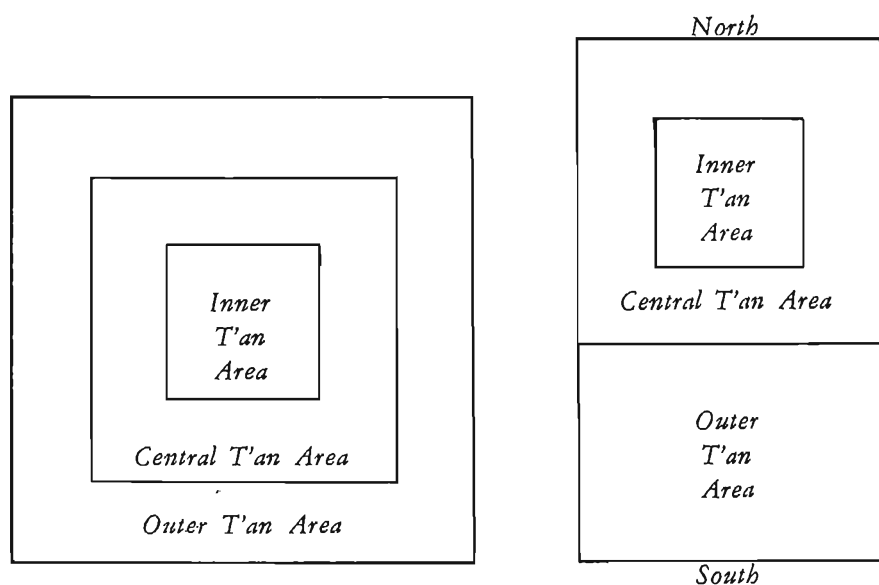 Inner
T'an
Area
Central T'an Area
Outer T'an Area
North
Inner
T'an
Area
Central T'an Area
Outer
T'an
Area
South